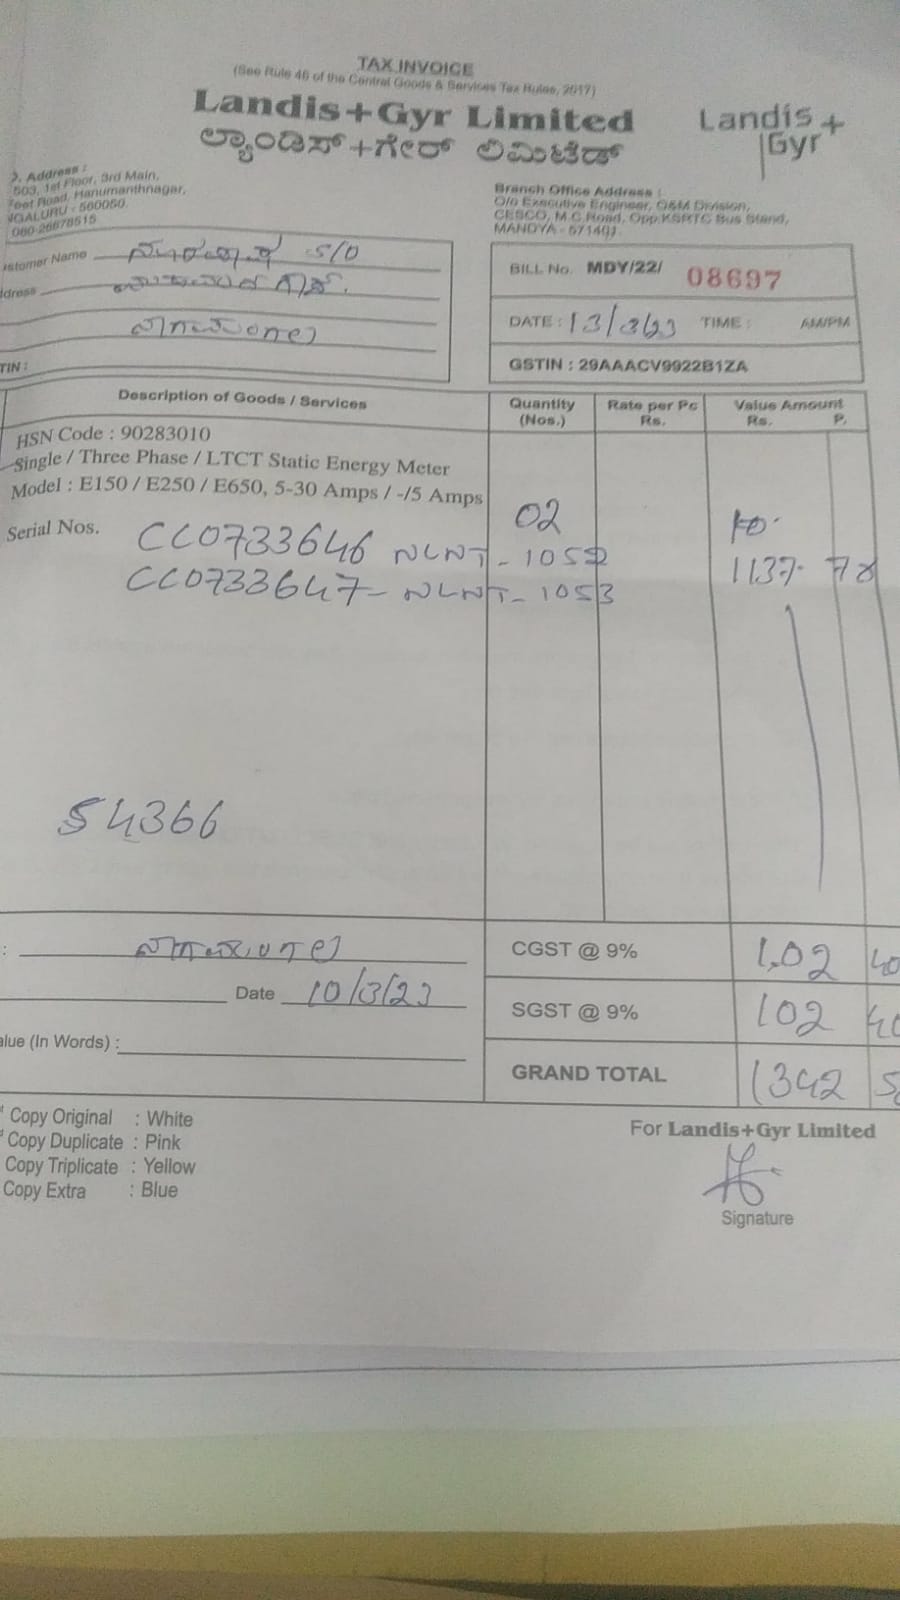 TAX INVOICE
(See Rule 46 of the Central Goods & Services Tax Rules, 2017)
Landis+Gyr Limited
ಲ್ಯಾಂಡಿಸ್+ಗೇರ್ ಲಿಮಿಟೆಡ್
Landis+
Gyr
Address :
503, 1st Floor, 3rd Main,
Road, Hanumanthnagar,
NGALURU - 560050.
080-26678515
Branch Office Address :
O/o Executive Engineer, O&M Division,
CESCO, M.C.Road, Opp.KSRTC Bus Stand,
MANDYA - 571401.
ustomer Name S/O
ddress
TIN :
BILL No. MDY/22/ 08697
DATE : 13/3/23 TIME : AM/PM
GSTIN : 29AAACV9922B1ZA
Description of Goods / Services
Quantity (Nos.)
Rate per Pc Rs.
Value Amount Rs. P.
HSN Code : 90283010
Single / Three Phase / LTCT Static Energy Meter
Model : E150 / E250 / E650, 5-30 Amps / -/5 Amps
02
Serial Nos. CC0733646 NLNT - 1052
CC0733647 - NLNT - 1053
1137. 78
54366
CGST @ 9% 102 40
Date 10/3/23
SGST @ 9% 102 40
alue (In Words) :
GRAND TOTAL 1342
Copy Original : White
Copy Duplicate : Pink
Copy Triplicate : Yellow
Copy Extra : Blue
For Landis+Gyr Limited
Signature